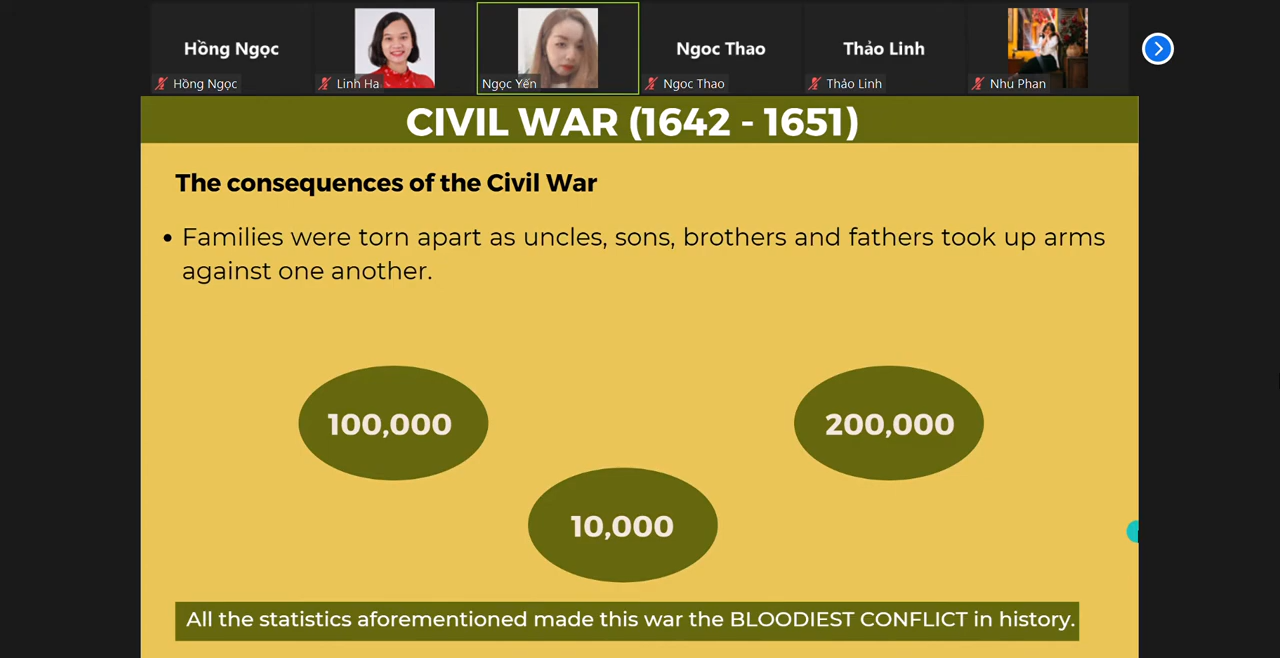 Hồng Ngọc
Ngoc Thao
Thảo Linh
Hồng Ngọc
Linh Ha
Ngọc Yến
Ngoc Thao
Thảo Linh
Nhu Phan
CIVIL WAR (1642 - 1651)
The consequences of the Civil War
• Families were torn apart as uncles, sons, brothers and fathers took up arms
against one another.
100,000
200,000
10,000
All the statistics aforementioned made this war the BLOODIEST CONFLICT in history.